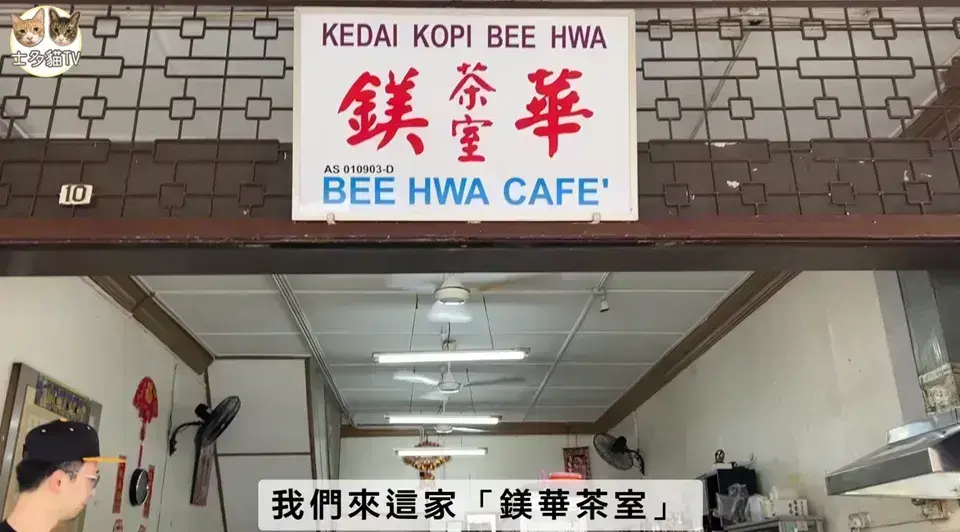 士多貓TV
KEDAI KOPI BEE HWA
鎂 茶室 華
AS 010903-D
BEE HWA CAFE'
10
我們來這家「鎂華茶室」